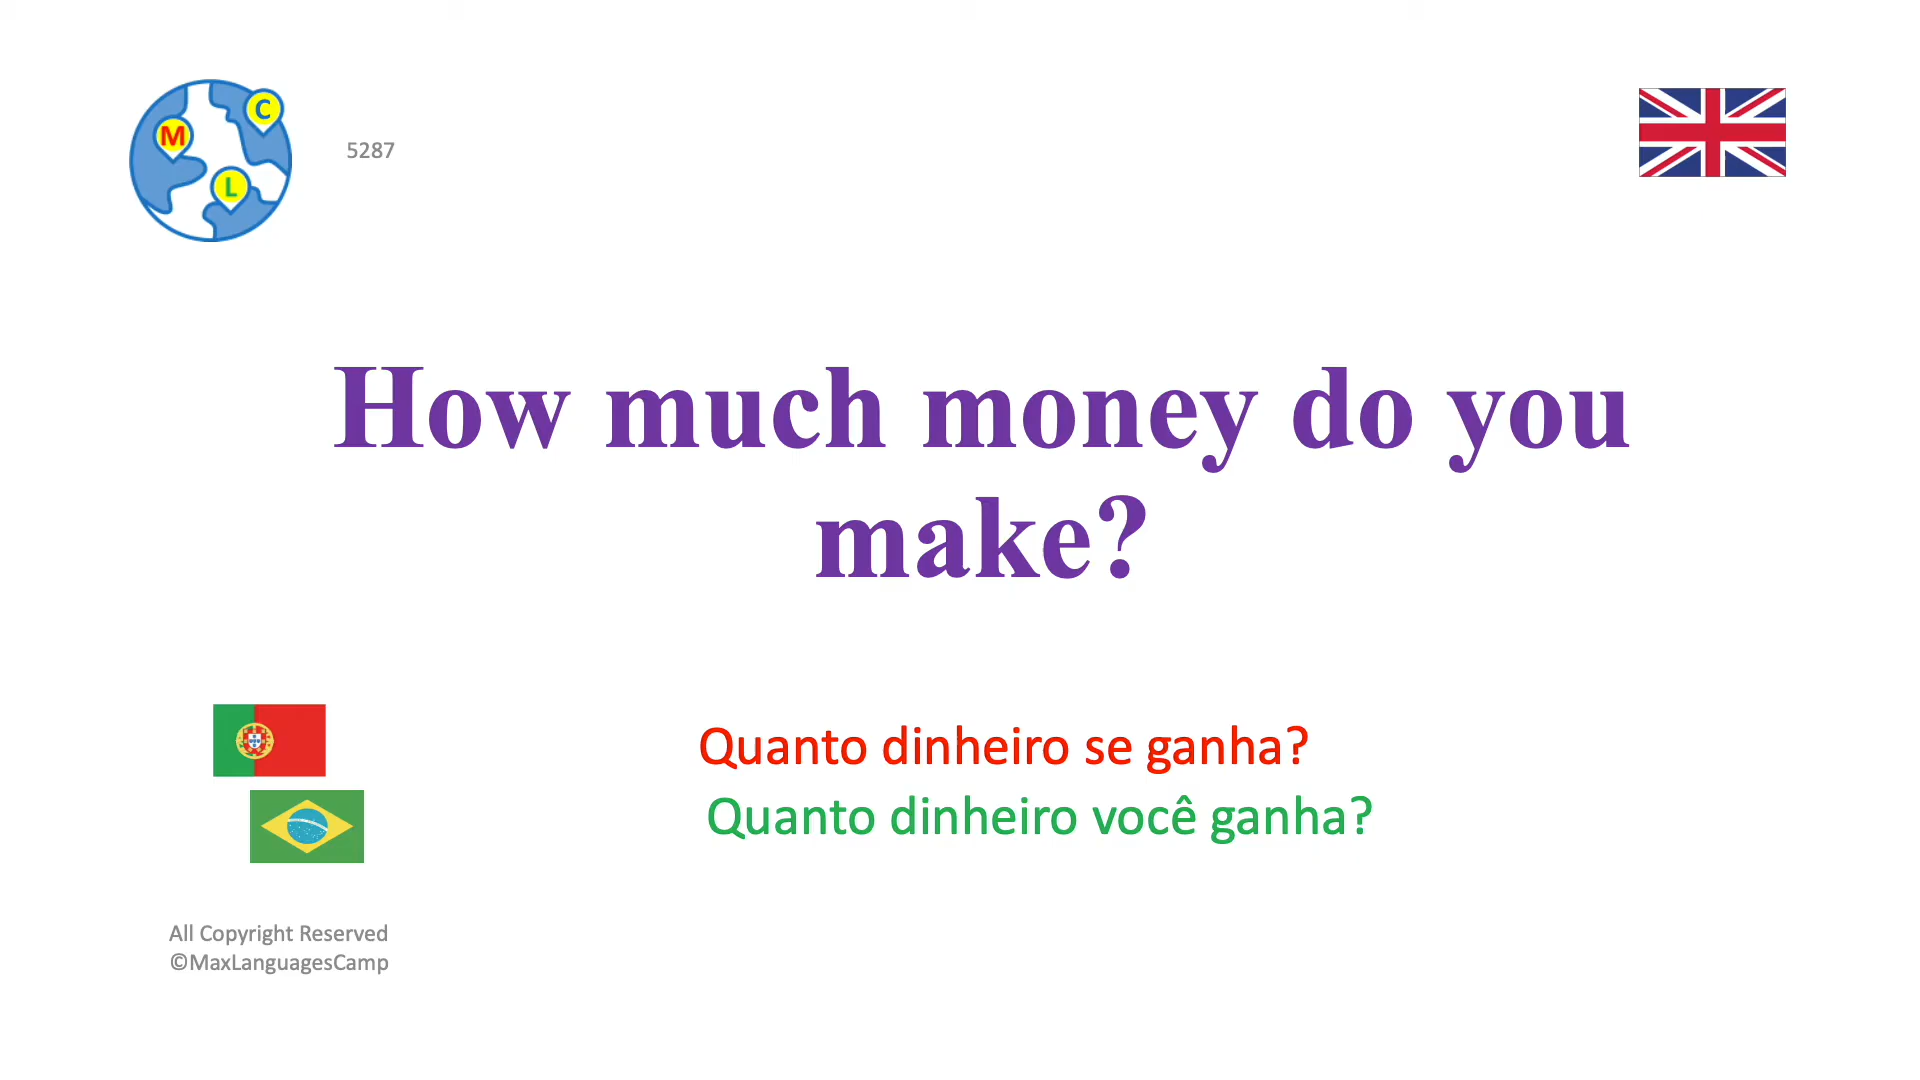 C
M
L
5287
How much money do you
make?
Quanto dinheiro se ganha?
Quanto dinheiro você ganha?
All Copyright Reserved
©MaxLanguagesCamp